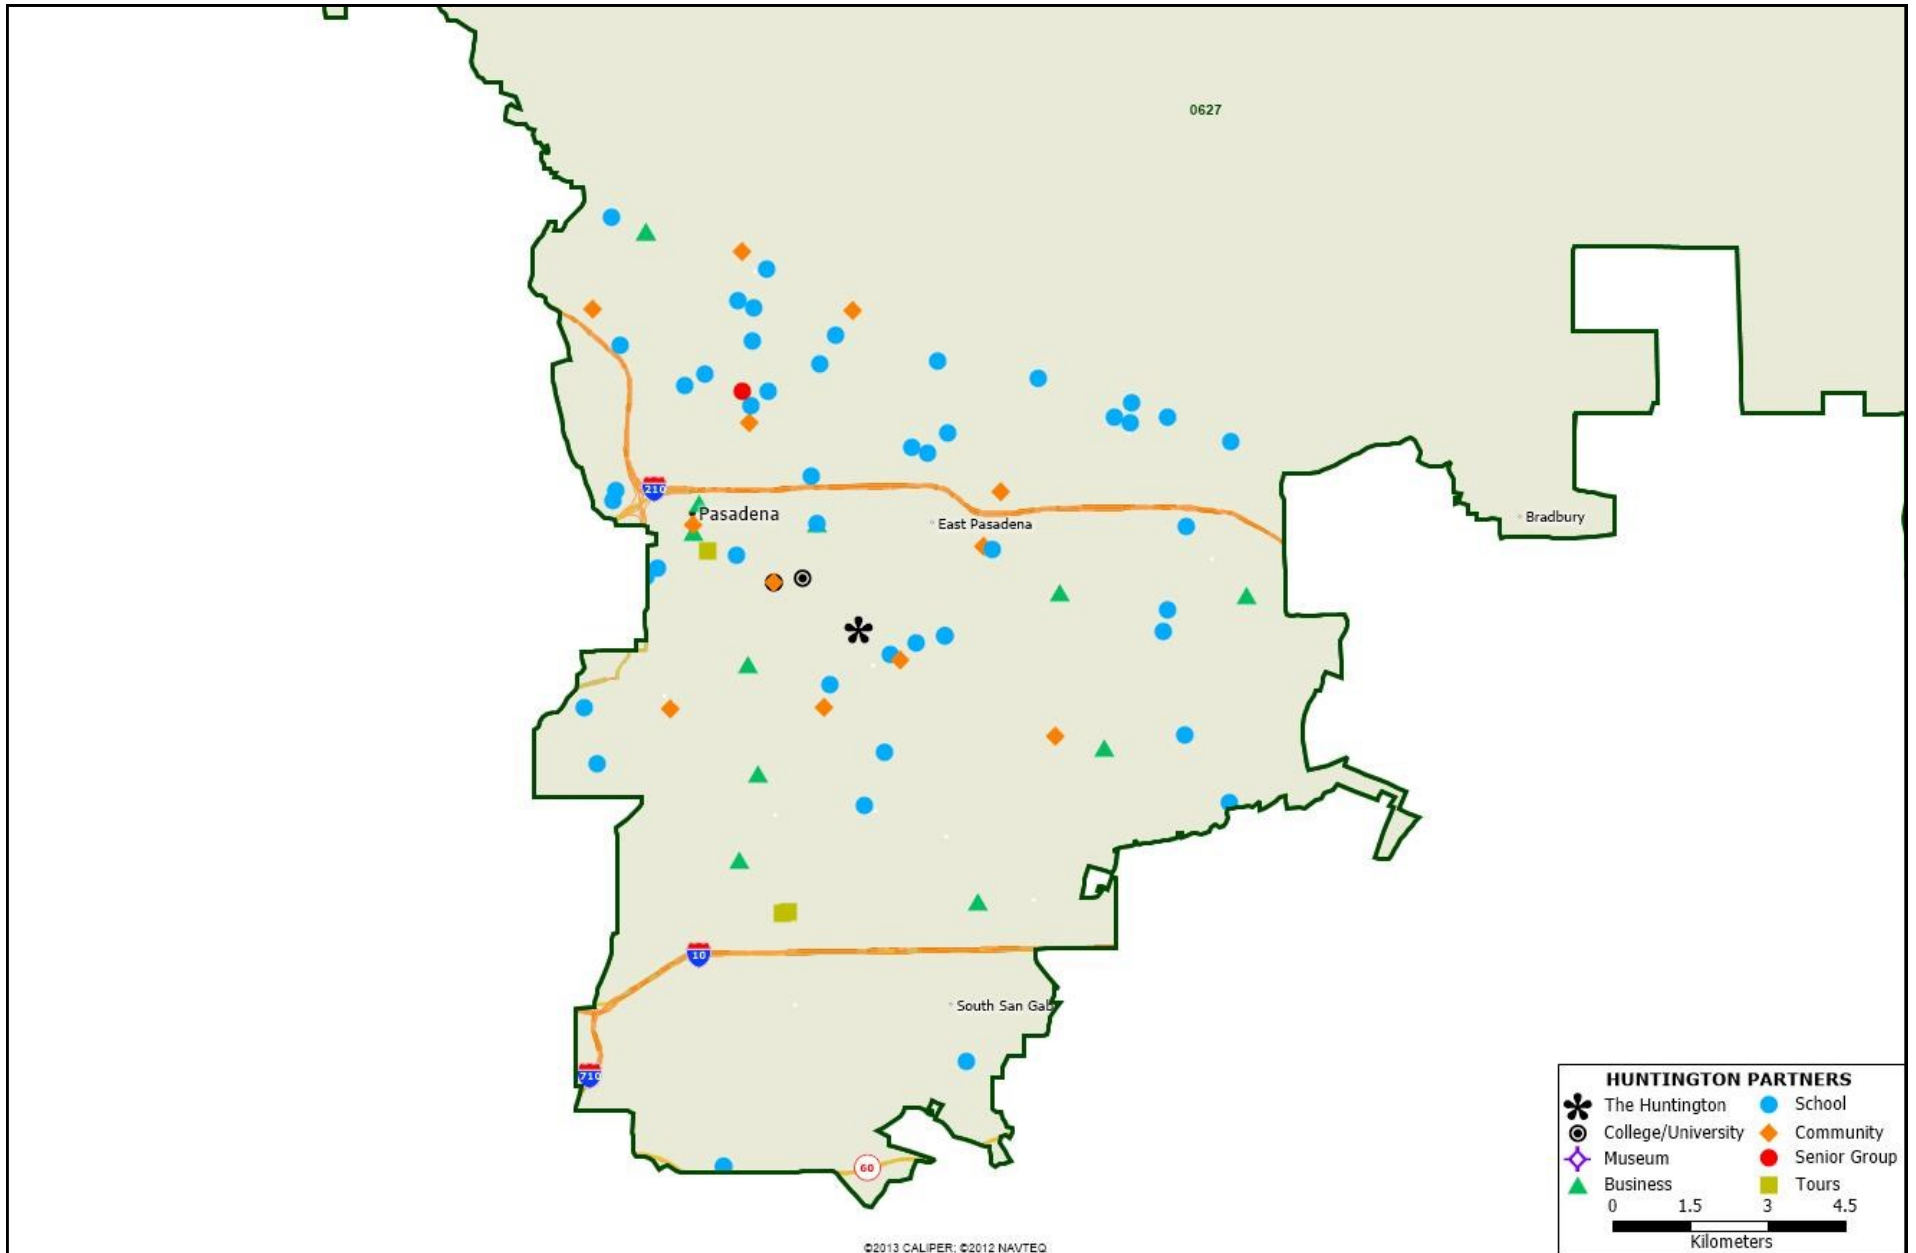 0627
210
Pasadena
East Pasadena
Bradbury
10
South San Gab
710
60
HUNTINGTON PARTNERS
The Huntington
School
College/University
Community
Museum
Senior Group
Business
Tours
0 1.5 3 4.5
Kilometers
©2013 CALIPER; ©2012 NAVTEQ